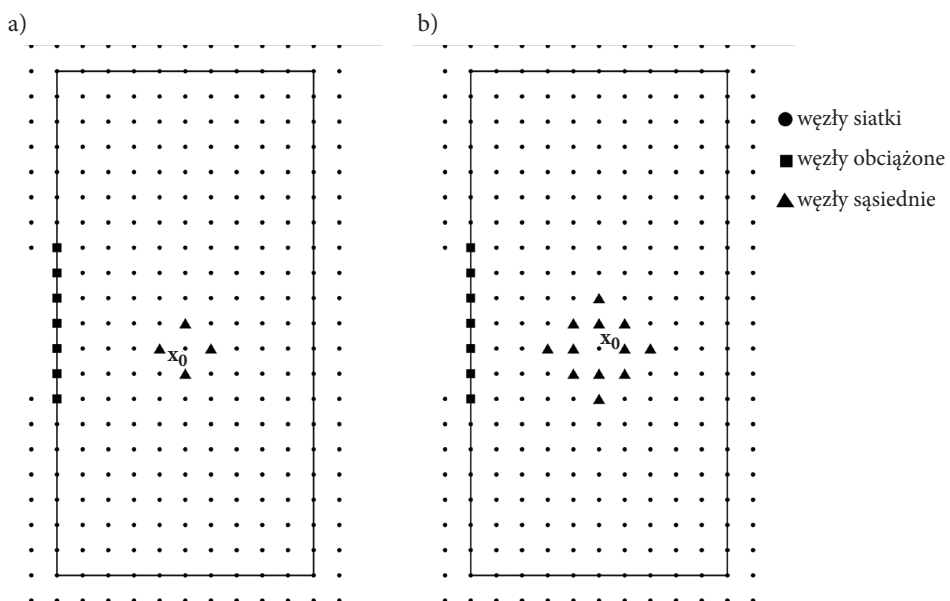 a)
b)
węzły siatki
węzły obciążone
węzły sąsiednie
x0
x0